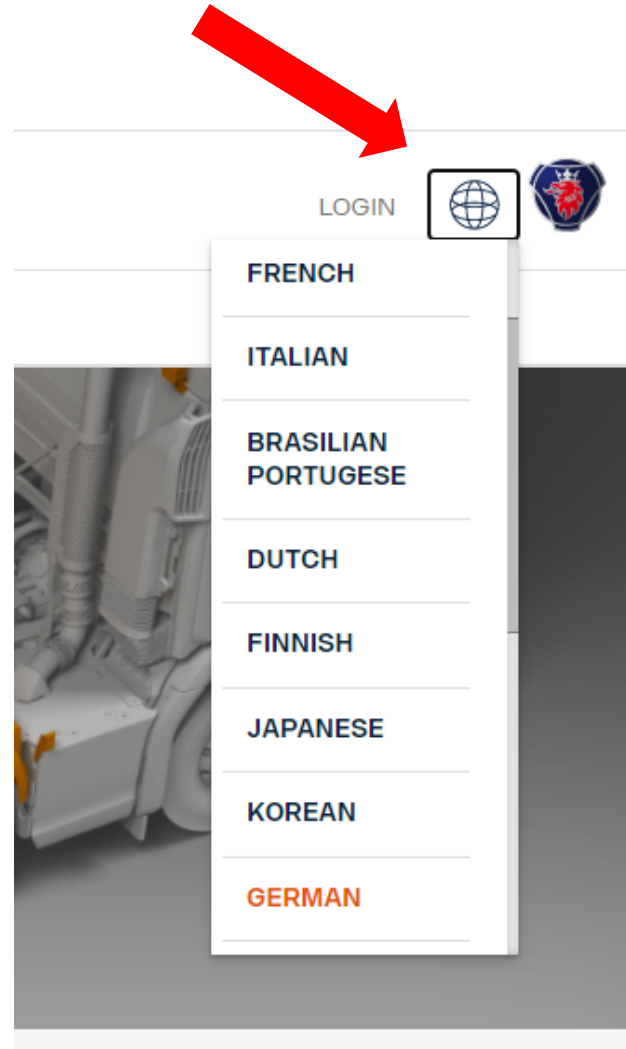 LOGIN
FRENCH
ITALIAN
BRASILIAN
PORTUGESE
DUTCH
FINNISH
JAPANESE
KOREAN
GERMAN